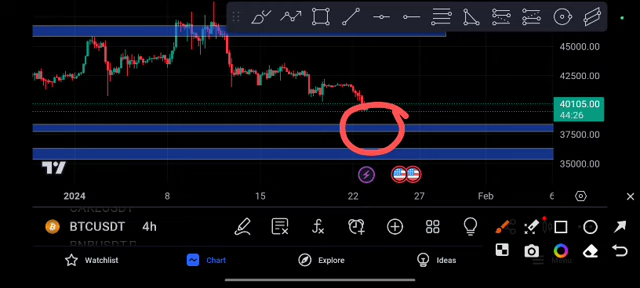 45000.00
42500.00
40105.00
44:26
37500.00
35000.00
2024 8 15 22 27 Feb 6
BTCUSDT 4h
Watchlist Chart Explore Ideas